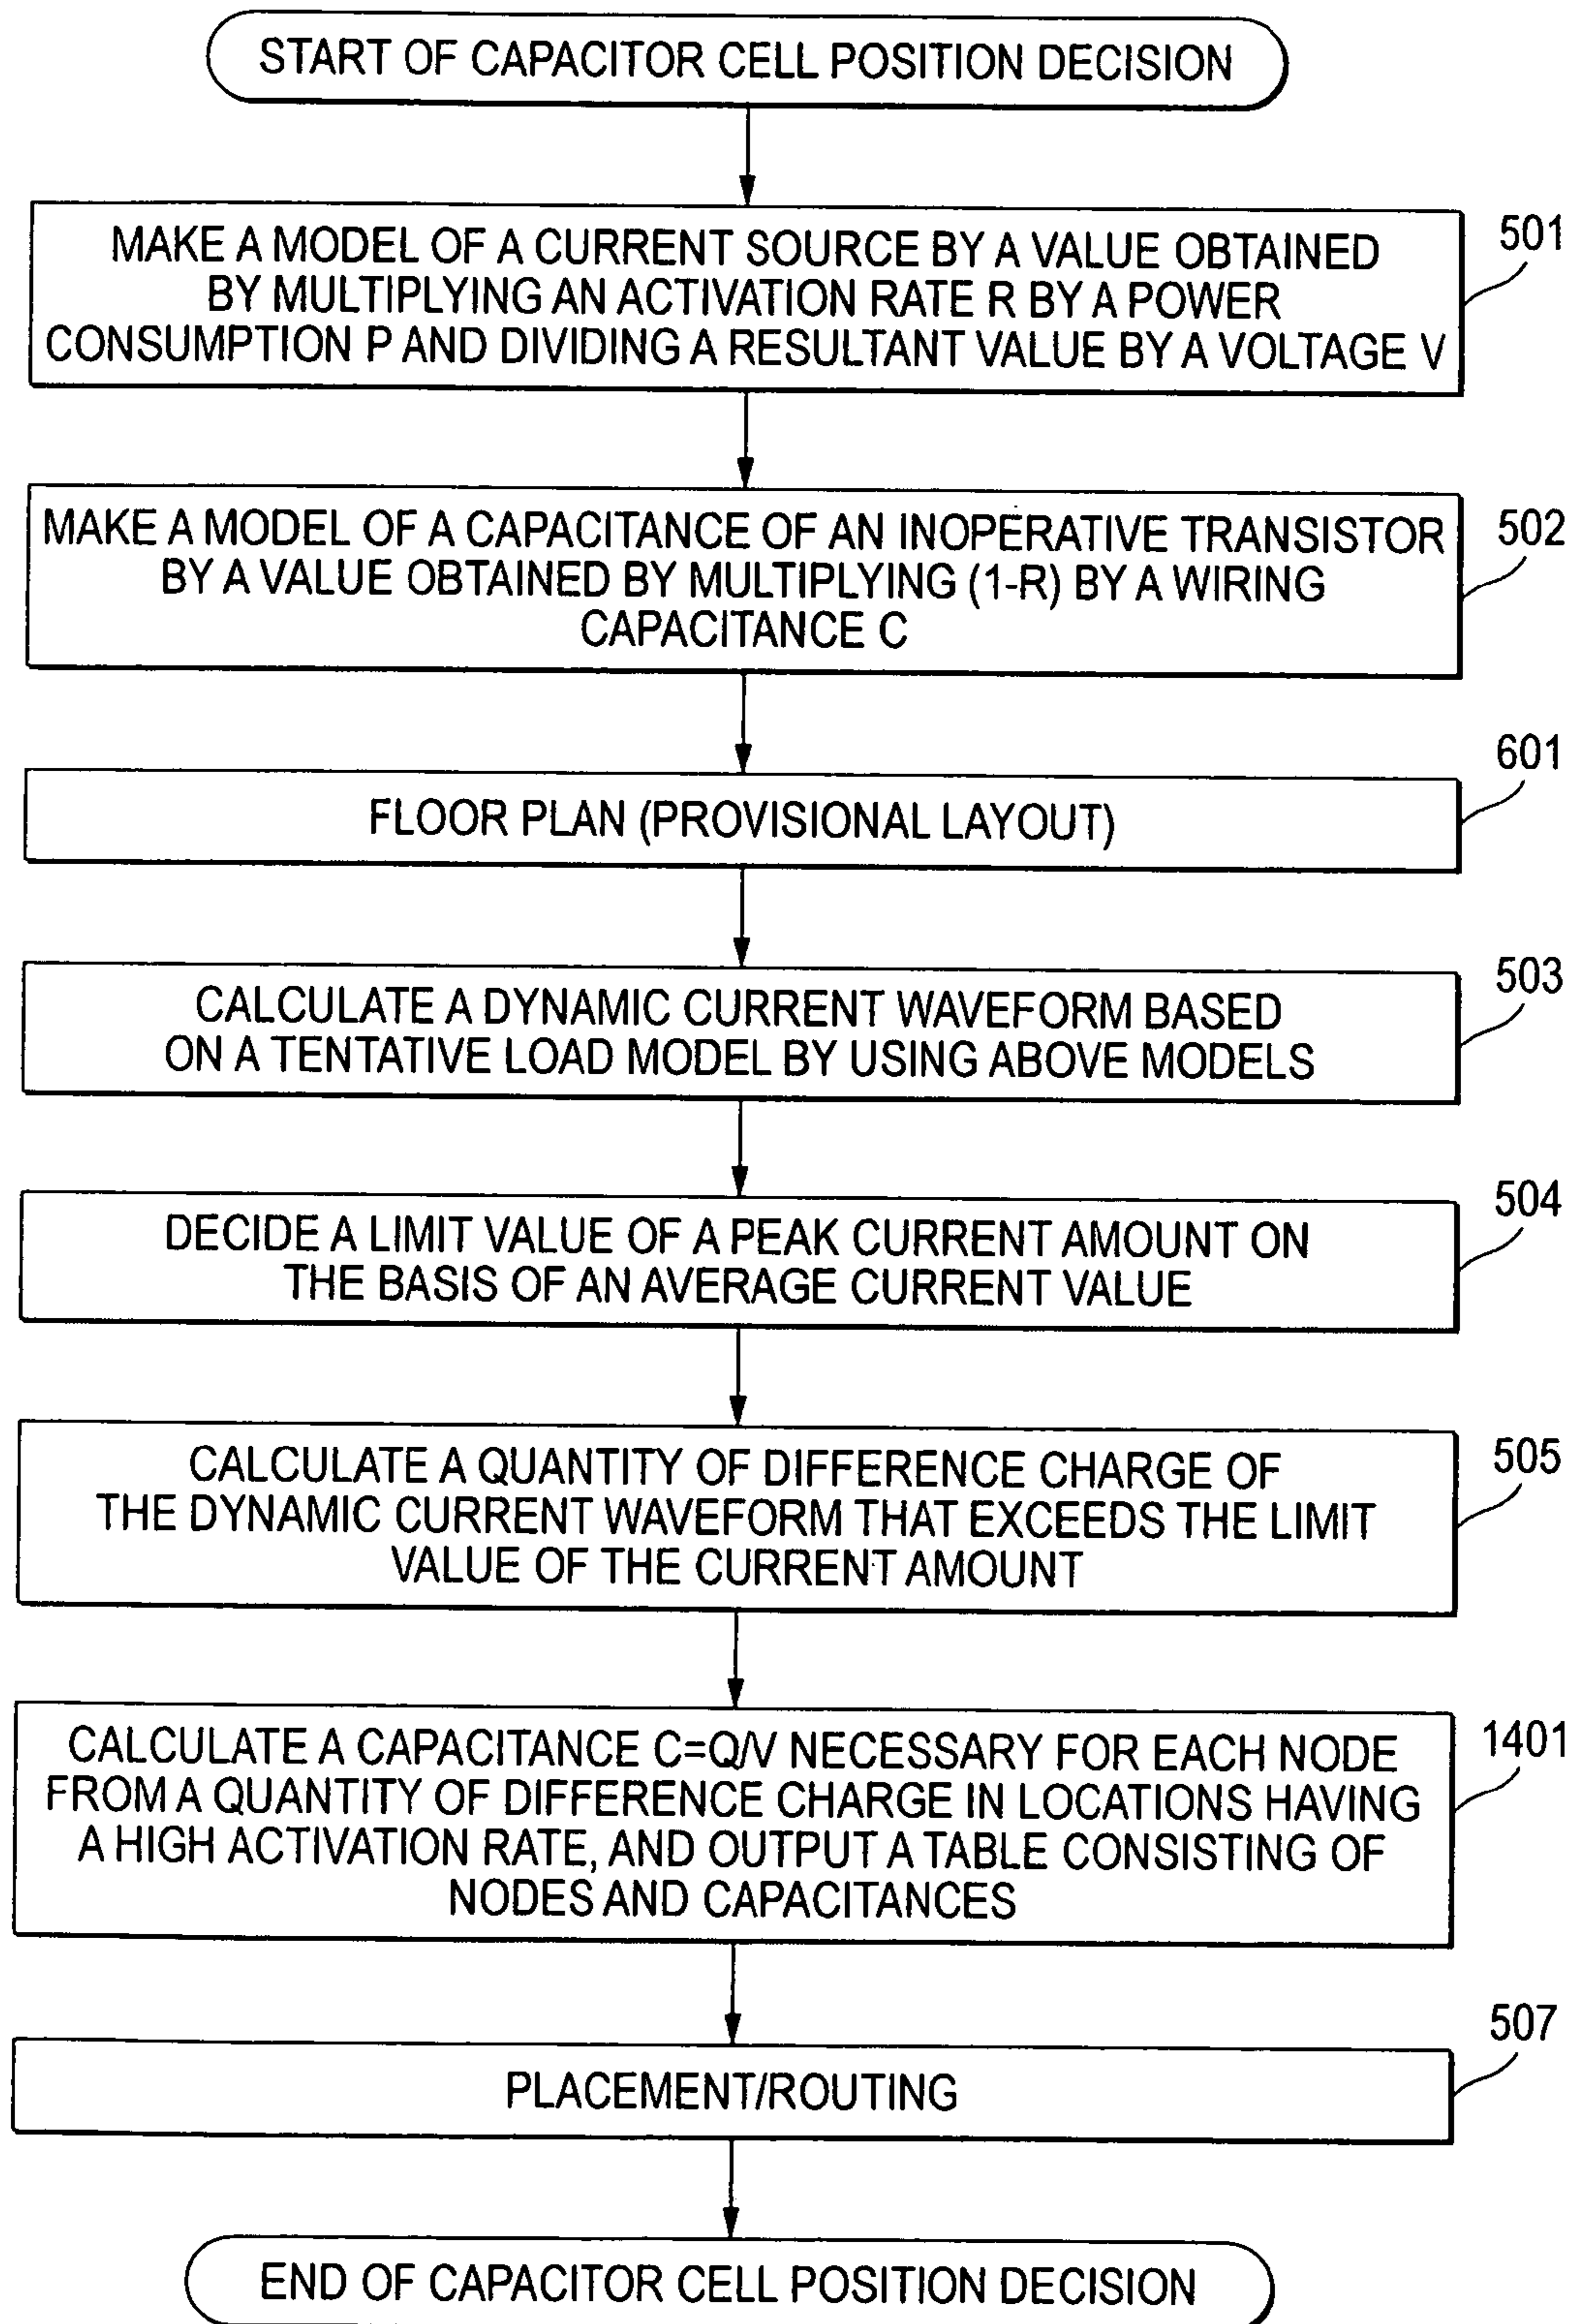 START OF CAPACITOR CELL POSITION DECISION
MAKE A MODEL OF A CURRENT SOURCE BY A VALUE OBTAINED
BY MULTIPLYING AN ACTIVATION RATE R BY A POWER
CONSUMPTION P AND DIVIDING A RESULTANT VALUE BY A VOLTAGE V
501
MAKE A MODEL OF A CAPACITANCE OF AN INOPERATIVE TRANSISTOR
BY A VALUE OBTAINED BY MULTIPLYING (1-R) BY A WIRING
CAPACITANCE C
502
FLOOR PLAN (PROVISIONAL LAYOUT)
601
CALCULATE A DYNAMIC CURRENT WAVEFORM BASED
ON A TENTATIVE LOAD MODEL BY USING ABOVE MODELS
503
DECIDE A LIMIT VALUE OF A PEAK CURRENT AMOUNT ON
THE BASIS OF AN AVERAGE CURRENT VALUE
504
CALCULATE A QUANTITY OF DIFFERENCE CHARGE OF
THE DYNAMIC CURRENT WAVEFORM THAT EXCEEDS THE LIMIT
VALUE OF THE CURRENT AMOUNT
505
CALCULATE A CAPACITANCE C=Q/V NECESSARY FOR EACH NODE
FROM A QUANTITY OF DIFFERENCE CHARGE IN LOCATIONS HAVING
A HIGH ACTIVATION RATE, AND OUTPUT A TABLE CONSISTING OF
NODES AND CAPACITANCES
1401
PLACEMENT/ROUTING
507
END OF CAPACITOR CELL POSITION DECISION